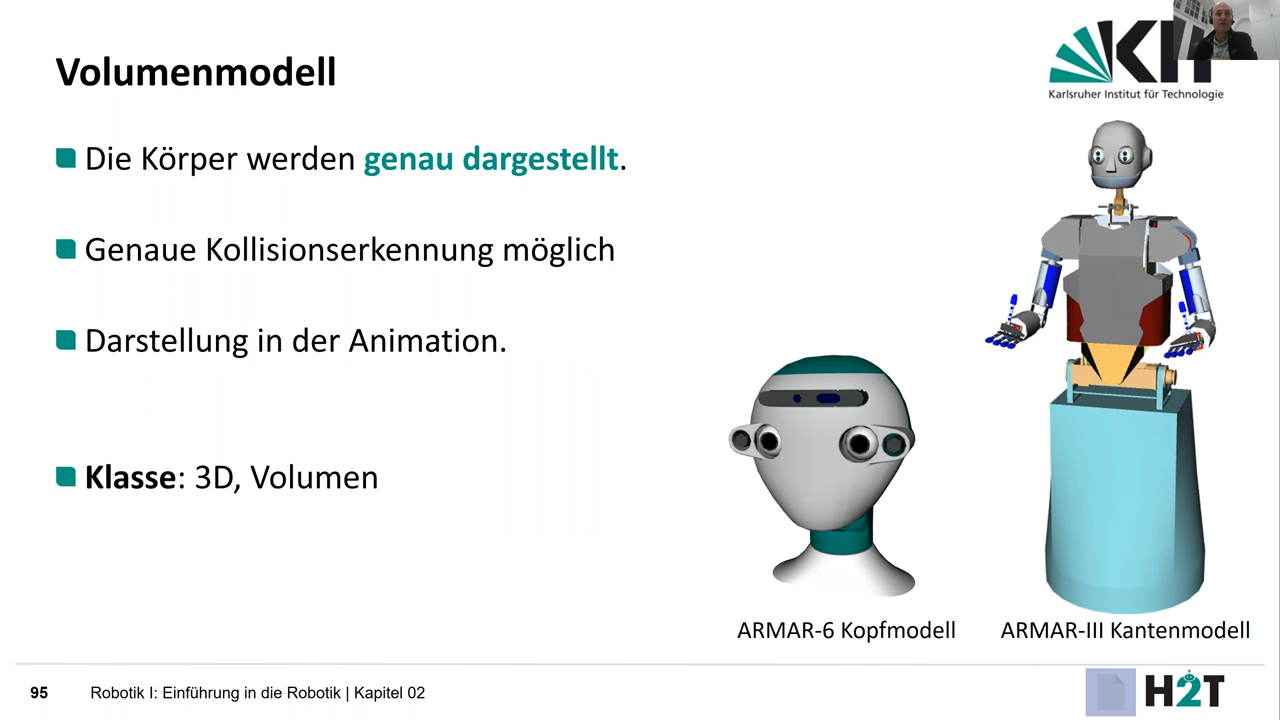 Volumenmodell
Karlsruher Institut für Technologie
Die Körper werden genau dargestellt.
Genaue Kollisionserkennung möglich
Darstellung in der Animation.
Klasse: 3D, Volumen
ARMAR-6 Kopfmodell
ARMAR-III Kantenmodell
95
Robotik I: Einführung in die Robotik | Kapitel 02
H2T